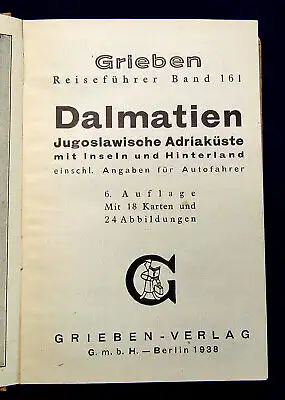 Grieben
Reiseführer Band 161
Dalmatien
Jugoslawische Adriaküste
mit Inseln und Hinterland
einschl. Angaben für Autofahrer
6. Auflage
Mit 18 Karten und
24 Abbildungen
G
GRIEBEN-VERLAG
G. m. b. H. — Berlin 1938